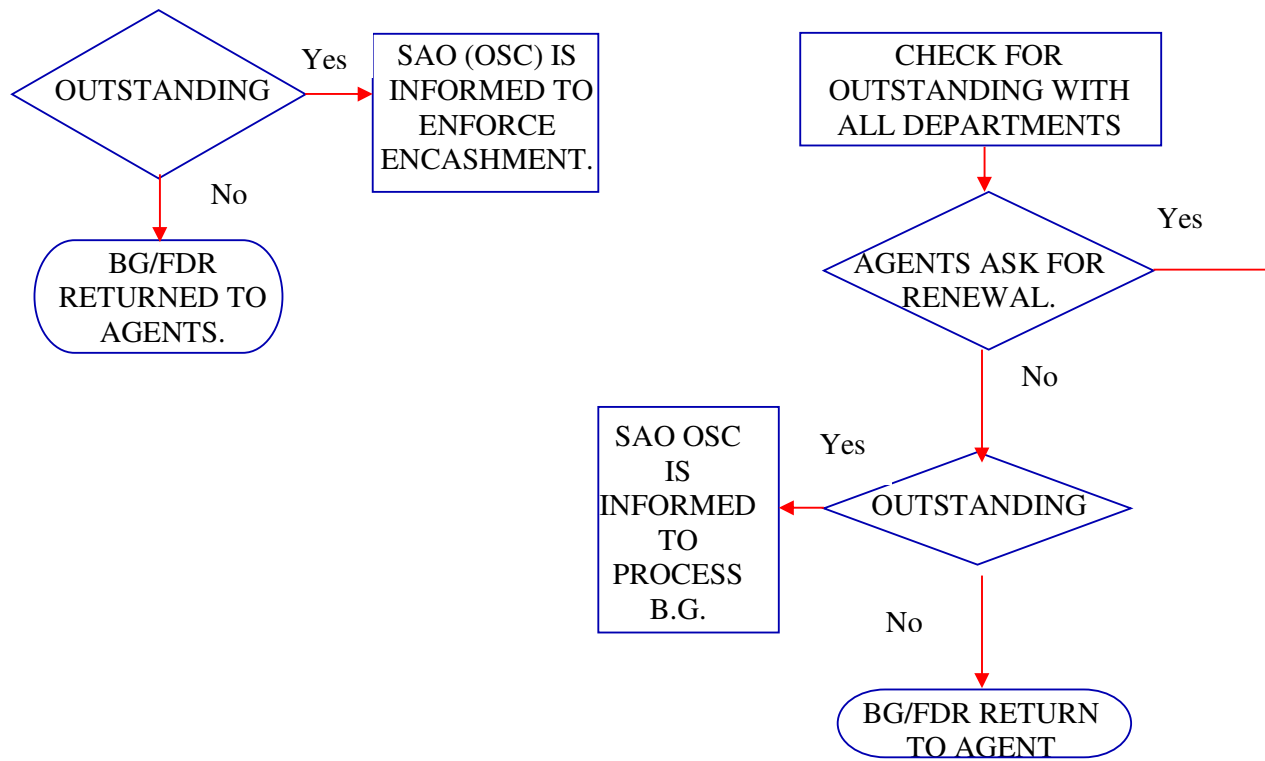 OUTSTANDING
Yes
SAO (OSC) IS
INFORMED TO
ENFORCE
ENCASHMENT.
No
BG/FDR
RETURNED TO
AGENTS.
CHECK FOR
OUTSTANDING WITH
ALL DEPARTMENTS
AGENTS ASK FOR
RENEWAL.
Yes
No
OUTSTANDING
Yes
SAO OSC
IS
INFORMED
TO
PROCESS
B.G.
No
BG/FDR RETURN
TO AGENT